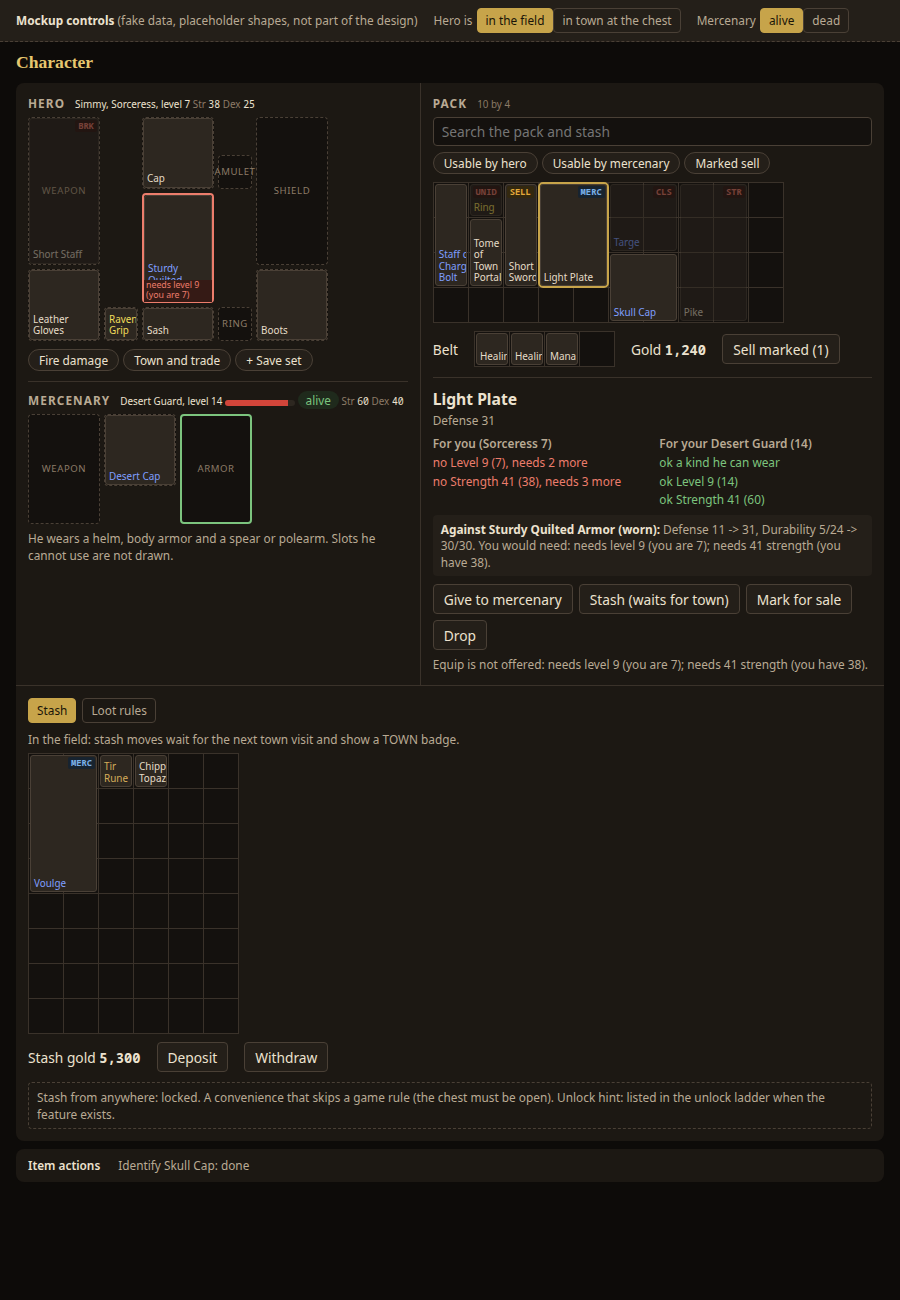 Mockup controls (fake data, placeholder shapes, not part of the design) Hero is in the field in town at the chest Mercenary alive dead
Character
HERO Simmy, Sorceress, level 7 Str 38 Dex 25
BRK
WEAPON
Short Staff
Cap
AMULET
SHIELD
Sturdy
Quilted
needs level 9
(you are 7)
Leather
Gloves
Raven
Grip
Sash
RING
Boots
Fire damage Town and trade + Save set
MERCENARY Desert Guard, level 14 alive Str 60 Dex 40
WEAPON
Desert Cap
ARMOR
He wears a helm, body armor and a spear or polearm. Slots he
cannot use are not drawn.
PACK 10 by 4
Search the pack and stash
Usable by hero Usable by mercenary Marked sell
UNID SELL MERC CLS STR
Ring
Staff o
Charg
Bolt
Tome
of
Town
Portal
Short
Sword
Light Plate
Targe
Skull Cap
Pike
Belt Healin Healin Mana Gold 1,240 Sell marked (1)
Light Plate
Defense 31
For you (Sorceress 7)
no Level 9 (7), needs 2 more
no Strength 41 (38), needs 3 more
For your Desert Guard (14)
ok a kind he can wear
ok Level 9 (14)
ok Strength 41 (60)
Against Sturdy Quilted Armor (worn): Defense 11 -> 31, Durability 5/24 ->
30/30. You would need: needs level 9 (you are 7); needs 41 strength (you
have 38).
Give to mercenary Stash (waits for town) Mark for sale
Drop
Equip is not offered: needs level 9 (you are 7); needs 41 strength (you have 38).
Stash Loot rules
In the field: stash moves wait for the next town visit and show a TOWN badge.
MERC
Voulge
Tir
Rune
Chipp
Topaz
Stash gold 5,300 Deposit Withdraw
Stash from anywhere: locked. A convenience that skips a game rule (the chest must be open). Unlock hint: listed in the unlock ladder when the
feature exists.
Item actions Identify Skull Cap: done